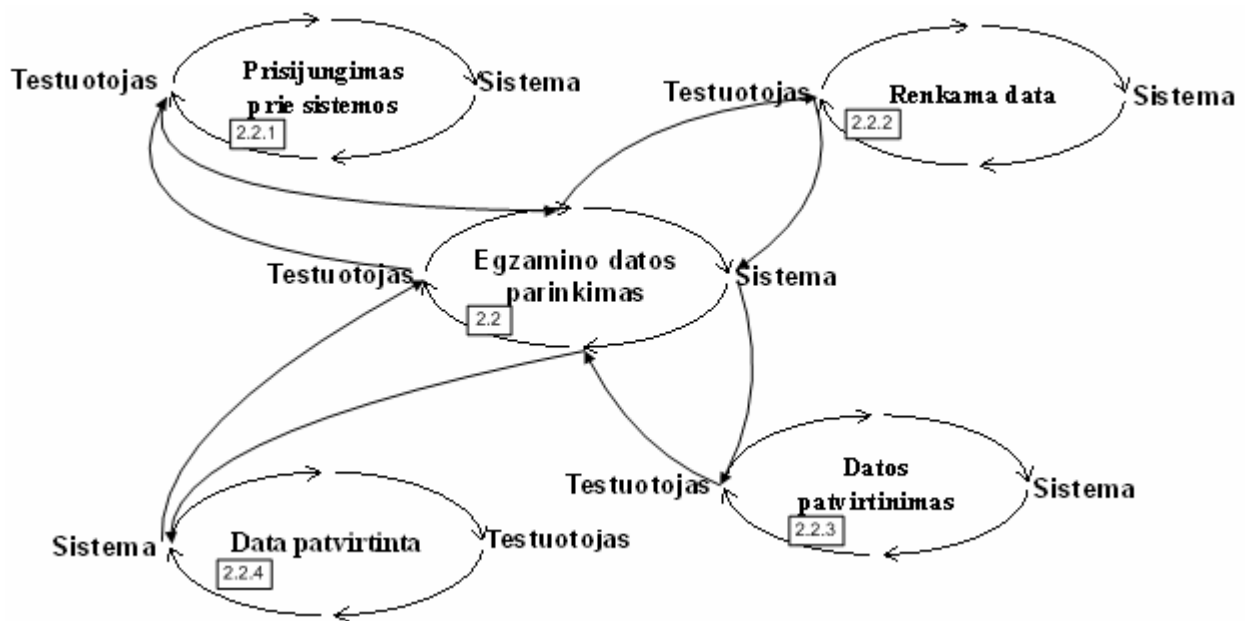 Testuotojas
Prisijungimas
prie sistemos
2.2.1
Sistema
Testuotojas
Renkama data
2.2.2
Sistema
Testuotojas
Egzamino datos
parinkimas
2.2
Sistema
Testuotojas
Datos
patvirtinimas
2.2.3
Sistema
Sistema
Data patvirtinta
2.2.4
Testuotojas